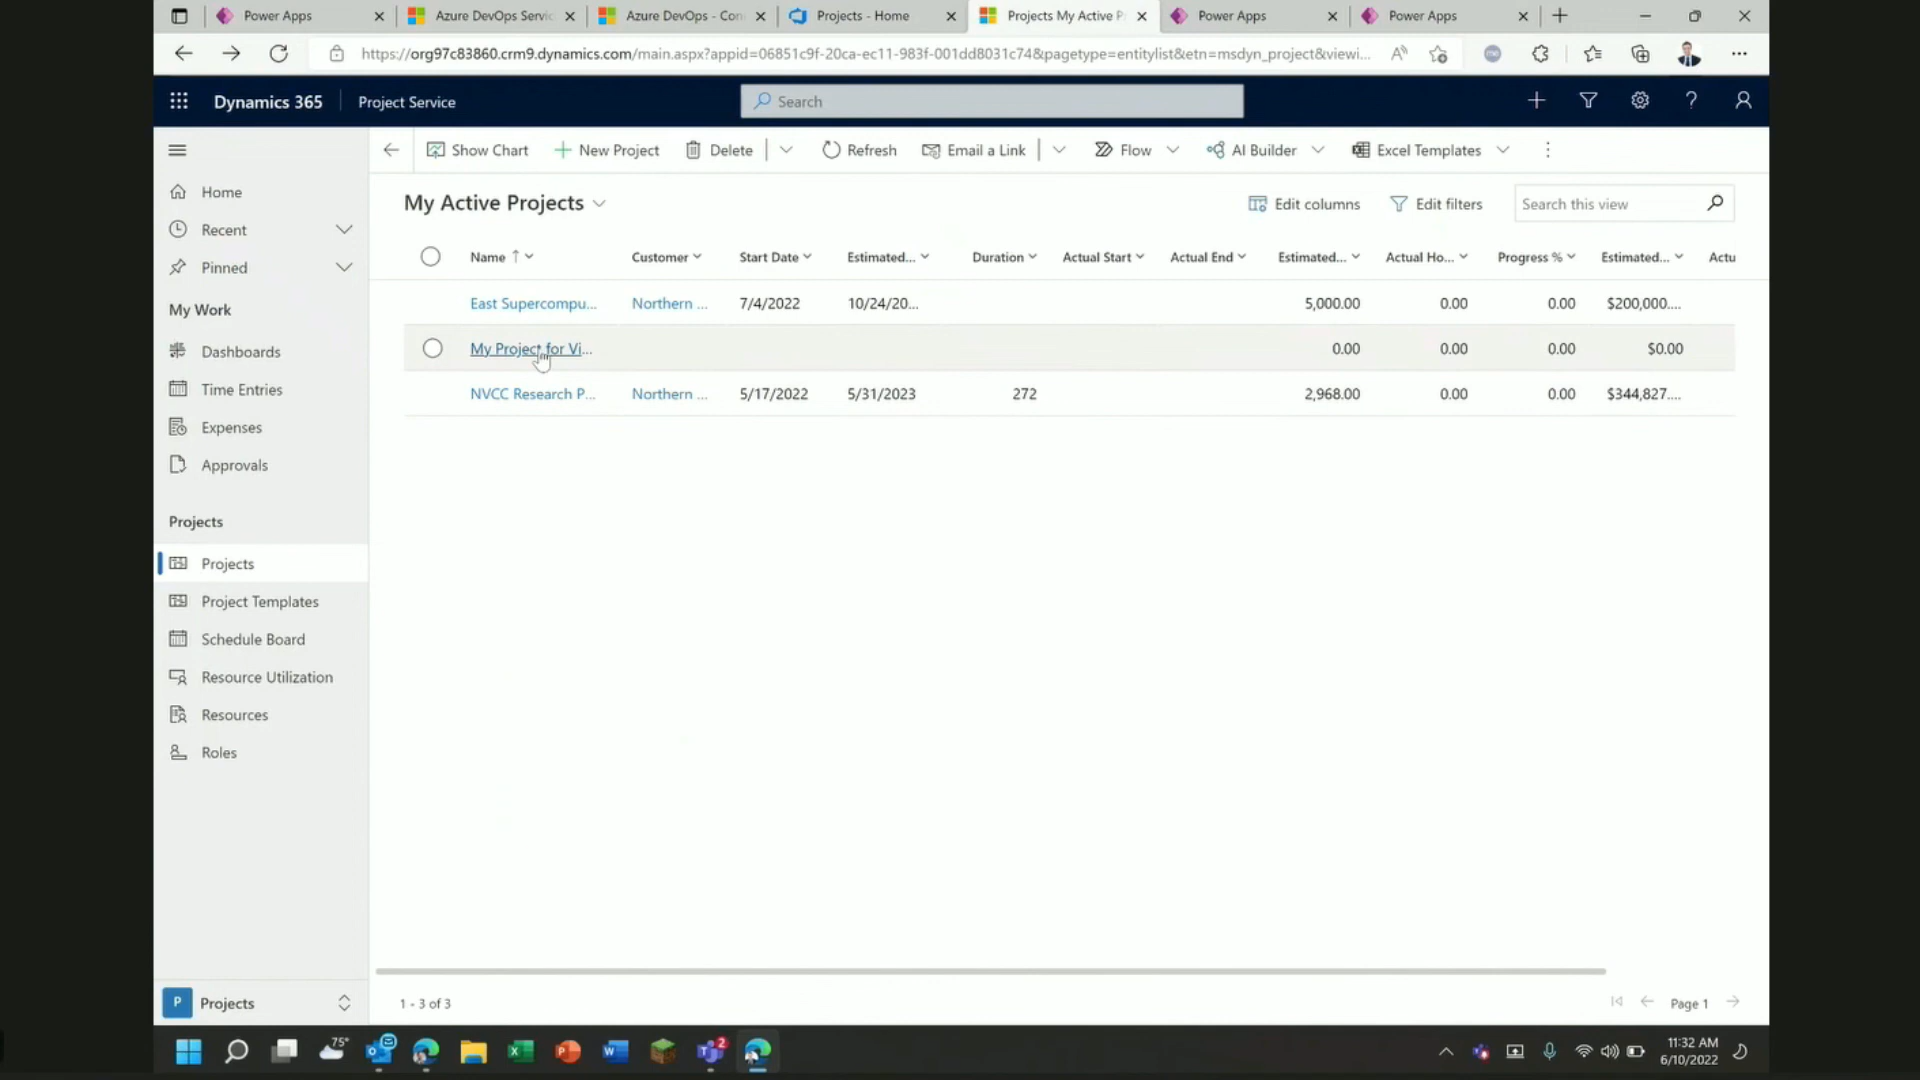 Power Apps
Azure DevOps Servic
Azure DevOps - Con
Projects - Home
Projects My Active P
Power Apps
Power Apps
https://org97c83860.crm9.dynamics.com/main.aspx?appid=06851c9f-20ca-ec11-983f-001dd8031c74&pagetype=entitylist&etn=msdyn_project&viewi...
Dynamics 365
Project Service
Search
Show Chart
New Project
Delete
Refresh
Email a Link
Flow
AI Builder
Excel Templates
Home
Recent
Pinned
My Work
Dashboards
Time Entries
Expenses
Approvals
Projects
Projects
Project Templates
Schedule Board
Resource Utilization
Resources
Roles
P Projects
My Active Projects
Edit columns
Edit filters
Search this view
Name Customer Start Date Estimated... Duration Actual Start Actual End Estimated... Actual Ho... Progress % Estimated... Actu
East Supercompu... Northern ... 7/4/2022 10/24/20... 5,000.00 0.00 0.00 $200,000....
My Project for Vi... 0.00 0.00 0.00 $0.00
NVCC Research P... Northern ... 5/17/2022 5/31/2023 272 2,968.00 0.00 0.00 $344,827....
1 - 3 of 3
Page 1
75°
2
11:32 AM
6/10/2022